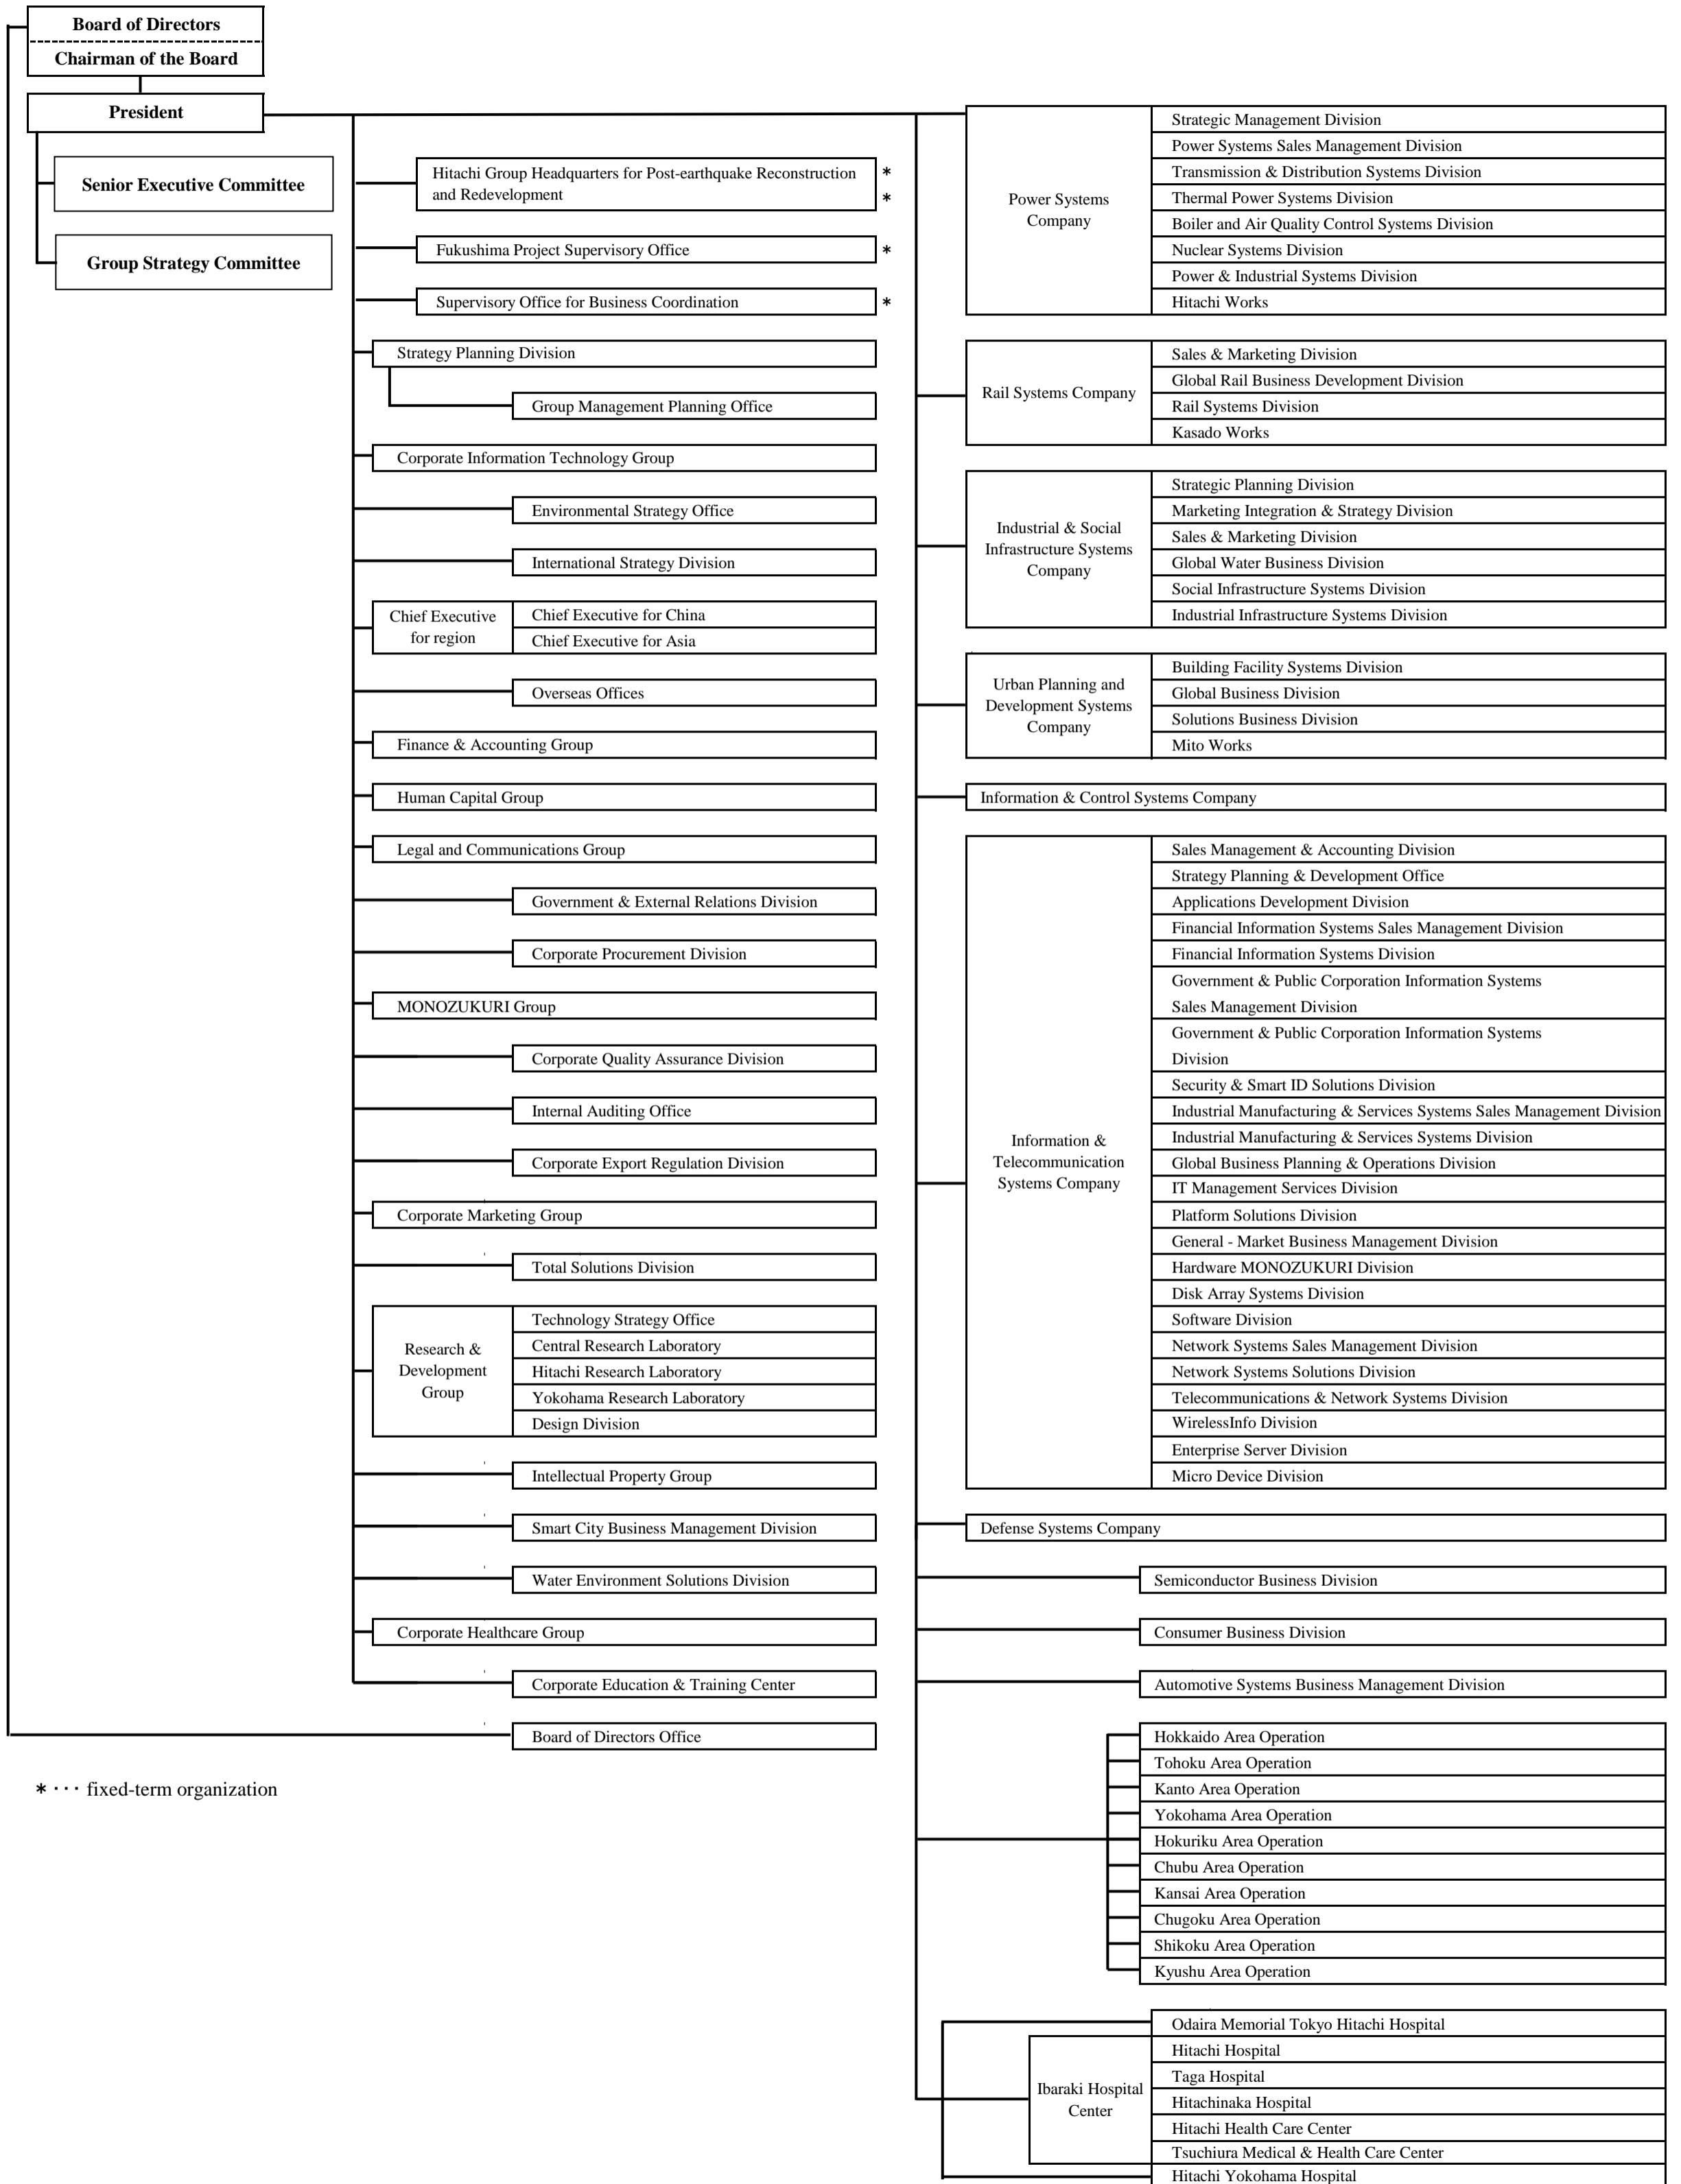 Board of Directors
Chairman of the Board
President
Senior Executive Committee
Group Strategy Committee
Hitachi Group Headquarters for Post-earthquake Reconstruction *
and Redevelopment *
Fukushima Project Supervisory Office *
Supervisory Office for Business Coordination *
Strategy Planning Division
Group Management Planning Office
Corporate Information Technology Group
Environmental Strategy Office
International Strategy Division
Chief Executive
for region
Chief Executive for China
Chief Executive for Asia
Overseas Offices
Finance & Accounting Group
Human Capital Group
Legal and Communications Group
Government & External Relations Division
Corporate Procurement Division
MONOZUKURI Group
Corporate Quality Assurance Division
Internal Auditing Office
Corporate Export Regulation Division
Corporate Marketing Group
Total Solutions Division
Research &
Development
Group
Technology Strategy Office
Central Research Laboratory
Hitachi Research Laboratory
Yokohama Research Laboratory
Design Division
Intellectual Property Group
Smart City Business Management Division
Water Environment Solutions Division
Corporate Healthcare Group
Corporate Education & Training Center
Board of Directors Office
* ··· fixed-term organization
Power Systems
Company
Strategic Management Division
Power Systems Sales Management Division
Transmission & Distribution Systems Division
Thermal Power Systems Division
Boiler and Air Quality Control Systems Division
Nuclear Systems Division
Power & Industrial Systems Division
Hitachi Works
Rail Systems Company
Sales & Marketing Division
Global Rail Business Development Division
Rail Systems Division
Kasado Works
Industrial & Social
Infrastructure Systems
Company
Strategic Planning Division
Marketing Integration & Strategy Division
Sales & Marketing Division
Global Water Business Division
Social Infrastructure Systems Division
Industrial Infrastructure Systems Division
Urban Planning and
Development Systems
Company
Building Facility Systems Division
Global Business Division
Solutions Business Division
Mito Works
Information & Control Systems Company
Information &
Telecommunication
Systems Company
Sales Management & Accounting Division
Strategy Planning & Development Office
Applications Development Division
Financial Information Systems Sales Management Division
Financial Information Systems Division
Government & Public Corporation Information Systems
Sales Management Division
Government & Public Corporation Information Systems
Division
Security & Smart ID Solutions Division
Industrial Manufacturing & Services Systems Sales Management Division
Industrial Manufacturing & Services Systems Division
Global Business Planning & Operations Division
IT Management Services Division
Platform Solutions Division
General - Market Business Management Division
Hardware MONOZUKURI Division
Disk Array Systems Division
Software Division
Network Systems Sales Management Division
Network Systems Solutions Division
Telecommunications & Network Systems Division
WirelessInfo Division
Enterprise Server Division
Micro Device Division
Defense Systems Company
Semiconductor Business Division
Consumer Business Division
Automotive Systems Business Management Division
Hokkaido Area Operation
Tohoku Area Operation
Kanto Area Operation
Yokohama Area Operation
Hokuriku Area Operation
Chubu Area Operation
Kansai Area Operation
Chugoku Area Operation
Shikoku Area Operation
Kyushu Area Operation
Odaira Memorial Tokyo Hitachi Hospital
Ibaraki Hospital
Center
Hitachi Hospital
Taga Hospital
Hitachinaka Hospital
Hitachi Health Care Center
Tsuchiura Medical & Health Care Center
Hitachi Yokohama Hospital